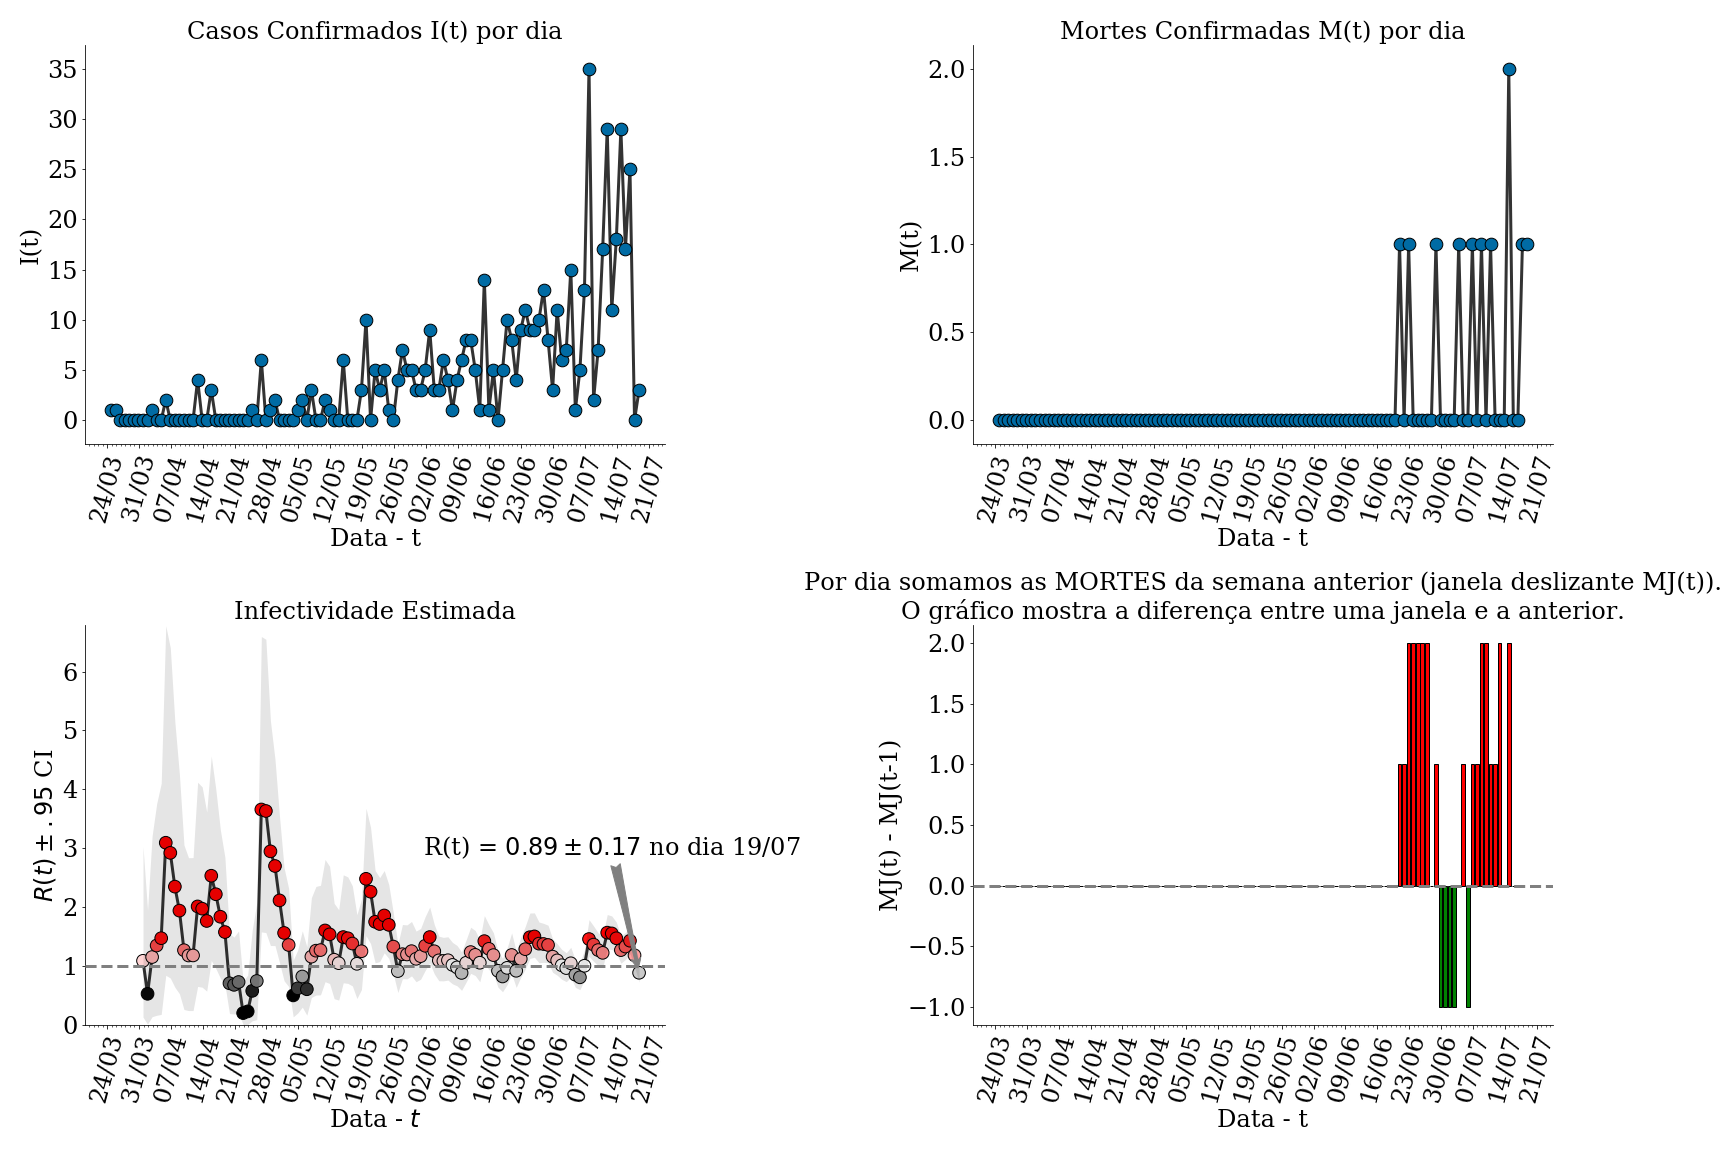 Casos Confirmados I(t) por dia
I(t)
35
30
25
20
15
10
5
0
24/03 31/03 07/04 14/04 21/04 28/04 05/05 12/05 19/05 26/05 02/06 09/06 16/06 23/06 30/06 07/07 14/07 21/07
Data - t
Mortes Confirmadas M(t) por dia
M(t)
2.0
1.5
1.0
0.5
0.0
24/03 31/03 07/04 14/04 21/04 28/04 05/05 12/05 19/05 26/05 02/06 09/06 16/06 23/06 30/06 07/07 14/07 21/07
Data - t
Infectividade Estimada
R(t) ± .95 CI
6
5
4
3
2
1
0
R(t) = 0.89 ± 0.17 no dia 19/07
24/03 31/03 07/04 14/04 21/04 28/04 05/05 12/05 19/05 26/05 02/06 09/06 16/06 23/06 30/06 07/07 14/07 21/07
Data - t
Por dia somamos as MORTES da semana anterior (janela deslizante MJ(t)).
O gráfico mostra a diferença entre uma janela e a anterior.
MJ(t) - MJ(t-1)
2.0
1.5
1.0
0.5
0.0
−0.5
−1.0
24/03 31/03 07/04 14/04 21/04 28/04 05/05 12/05 19/05 26/05 02/06 09/06 16/06 23/06 30/06 07/07 14/07 21/07
Data - t